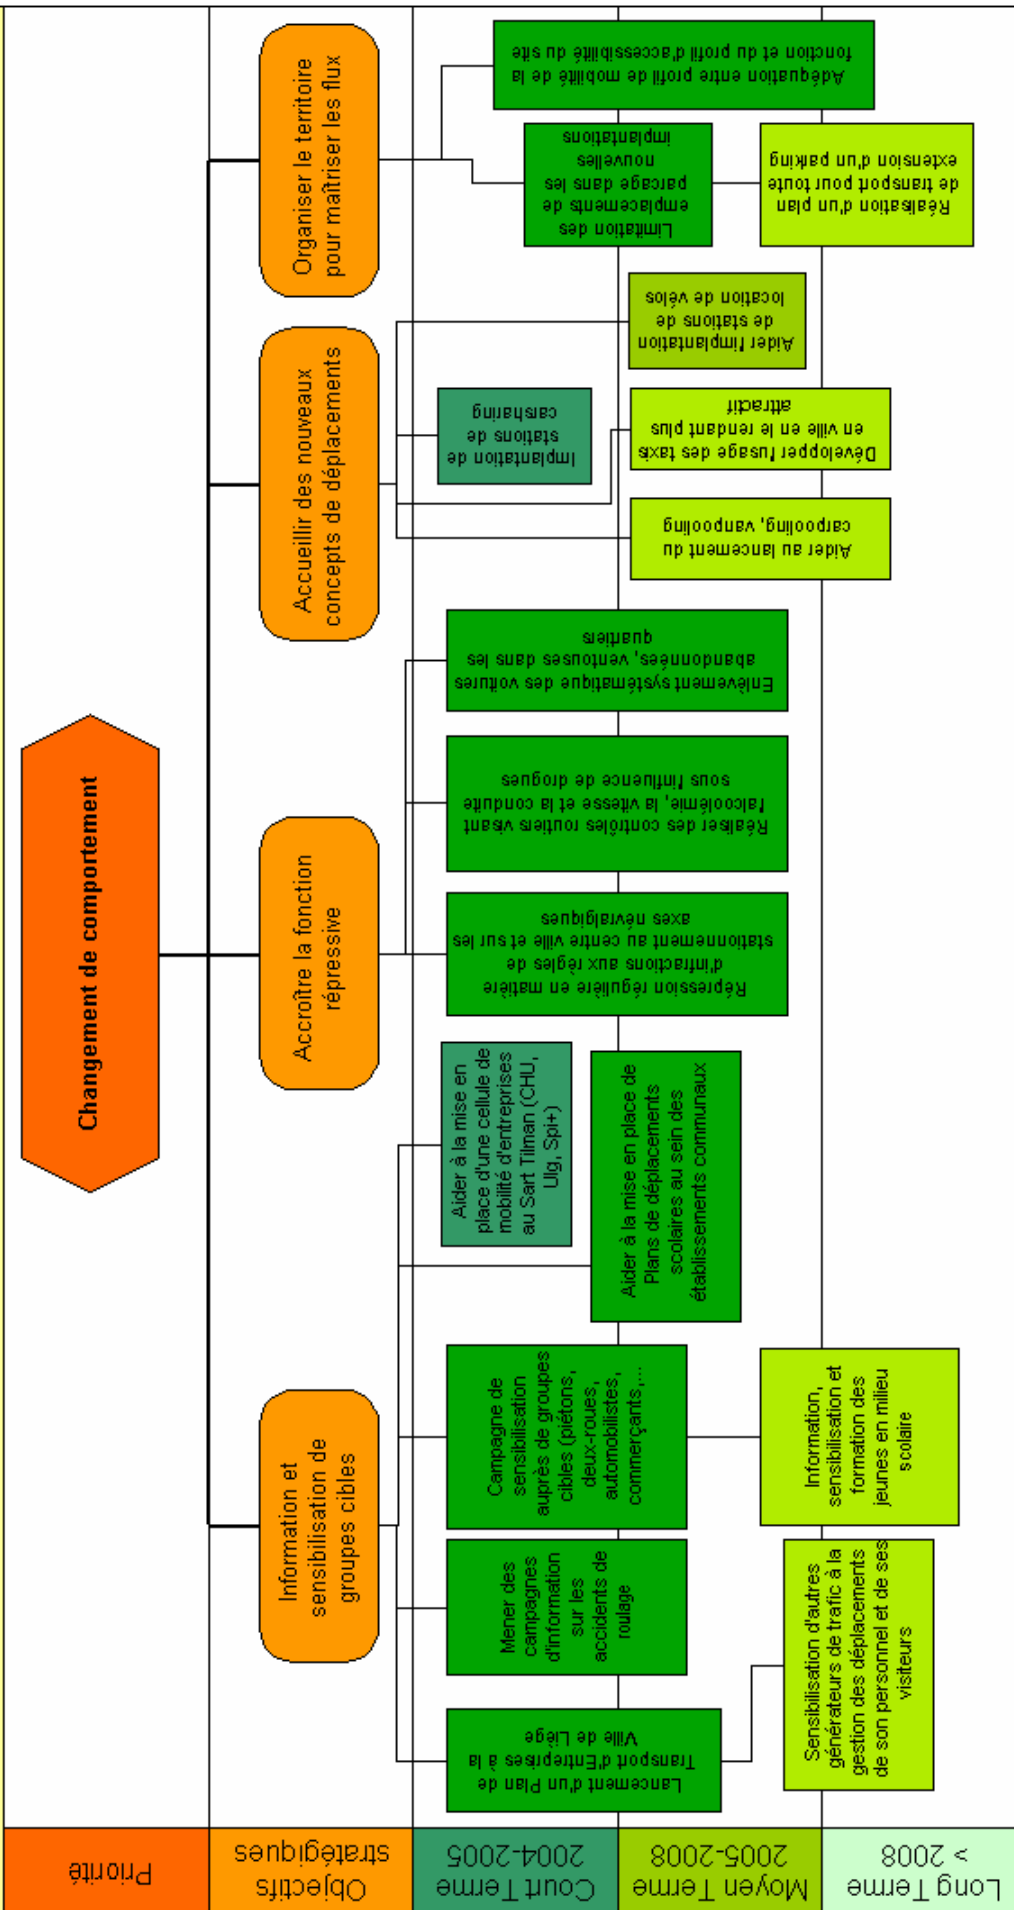 Priorité
Objectifs
stratégiques
Court Terme
2004-2005
Moyen Terme
2005-2008
Long Terme
> 2008
Changement de comportement
Information et
sensibilisation de
groupes cibles
Accroître la fonction
répressive
Accueillir des nouveaux
concepts de déplacements
Organiser le territoire
pour maîtriser les flux
Lancement d'un Plan de
Transport d'Entreprises à la
Ville de Liège
Mener des
campagnes
d'information
sur les
accidents de
roulage
Campagne de
sensibilisation
auprès de groupes
cibles (piétons,
deux-roues,
automobilistes,
commerçants,...
Aider à la mise en place de
Plans de déplacements
scolaires au sein des
établissements communaux
Aider à la mise en
place d'une cellule de
mobilité d'entreprises
au Sart Tilman (CHU,
Ulg, Spi+)
Sensibilisation d'autres
générateurs de trafic à la
gestion des déplacements
de son personnel et de ses
visiteurs
Information,
sensibilisation et
formation des
jeunes en milieu
scolaire
Répression régulière en matière
d'infractions aux règles de
stationnement au centre ville et sur les
axes névralgiques
Réaliser des contrôles routiers visant
l'alcoolémie, la vitesse et la conduite
sous l'influence de drogues
Enlèvement systématique des voitures
abandonnées, ventouses dans les
quartiers
Aider au lancement du
carpooling, vanpooling
Développer l'usage des taxis
en ville en le rendant plus
attractif
Implantation de
stations de
carsharing
Aider l'implantation
de stations de
location de vélos
Limitation des
emplacements de
parcage dans les
nouvelles
implantations
Adéquation entre profil de mobilité de la
fonction et du profil d'accessibilité du site
Réalisation d'un plan
de transport pour toute
extension d'un parking